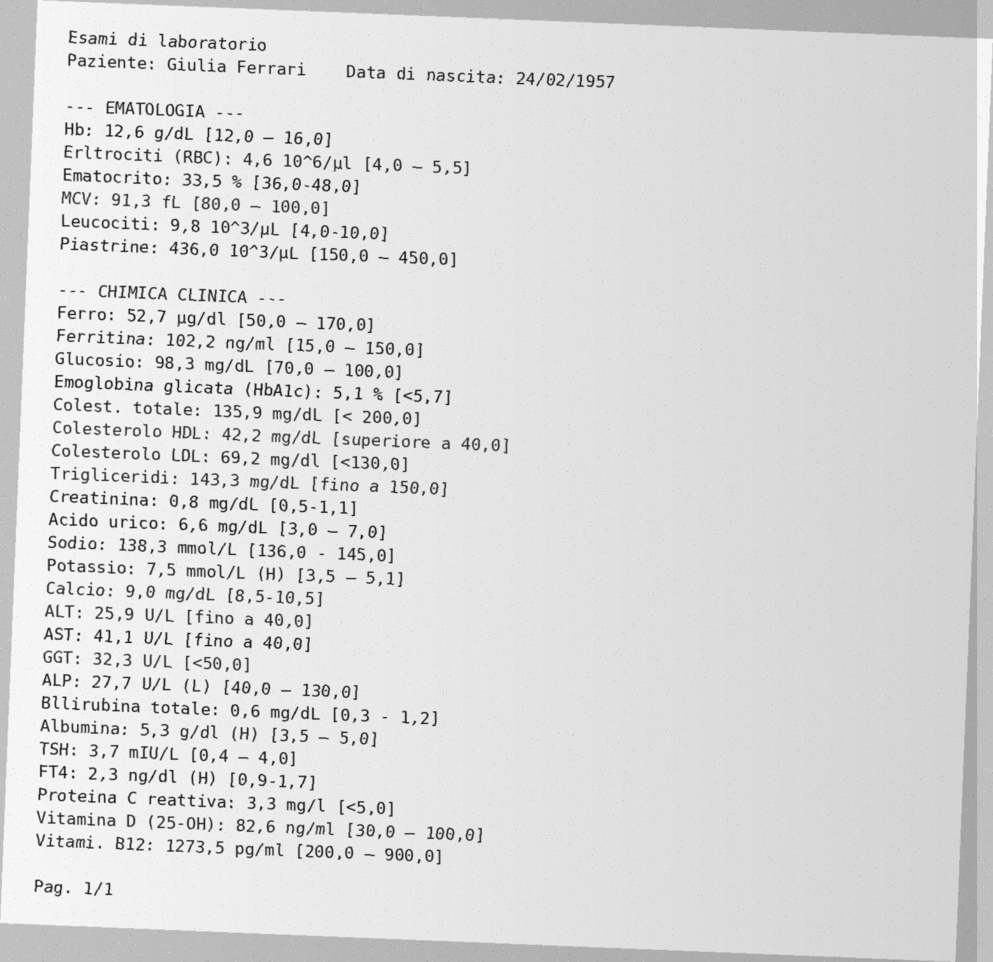 Esami di laboratorio
Paziente: Giulia Ferrari    Data di nascita: 24/02/1957

--- EMATOLOGIA ---
Hb: 12,6 g/dL [12,0 – 16,0]
Erltrociti (RBC): 4,6 10^6/µl [4,0 – 5,5]
Ematocrito: 33,5 % [36,0-48,0]
MCV: 91,3 fL [80,0 – 100,0]
Leucociti: 9,8 10^3/µL [4,0-10,0]
Piastrine: 436,0 10^3/µL [150,0 – 450,0]

--- CHIMICA CLINICA ---
Ferro: 52,7 µg/dl [50,0 – 170,0]
Ferritina: 102,2 ng/ml [15,0 – 150,0]
Glucosio: 98,3 mg/dL [70,0 – 100,0]
Emoglobina glicata (HbA1c): 5,1 % [<5,7]
Colest. totale: 135,9 mg/dL [< 200,0]
Colesterolo HDL: 42,2 mg/dL [superiore a 40,0]
Colesterolo LDL: 69,2 mg/dl [<130,0]
Trigliceridi: 143,3 mg/dL [fino a 150,0]
Creatinina: 0,8 mg/dL [0,5-1,1]
Acido urico: 6,6 mg/dL [3,0 – 7,0]
Sodio: 138,3 mmol/L [136,0 - 145,0]
Potassio: 7,5 mmol/L (H) [3,5 – 5,1]
Calcio: 9,0 mg/dL [8,5-10,5]
ALT: 25,9 U/L [fino a 40,0]
AST: 41,1 U/L [fino a 40,0]
GGT: 32,3 U/L [<50,0]
ALP: 27,7 U/L (L) [40,0 – 130,0]
Bllirubina totale: 0,6 mg/dL [0,3 - 1,2]
Albumina: 5,3 g/dl (H) [3,5 – 5,0]
TSH: 3,7 mIU/L [0,4 – 4,0]
FT4: 2,3 ng/dl (H) [0,9-1,7]
Proteina C reattiva: 3,3 mg/l [<5,0]
Vitamina D (25-OH): 82,6 ng/ml [30,0 – 100,0]
Vitami. B12: 1273,5 pg/ml [200,0 – 900,0]

Pag. 1/1